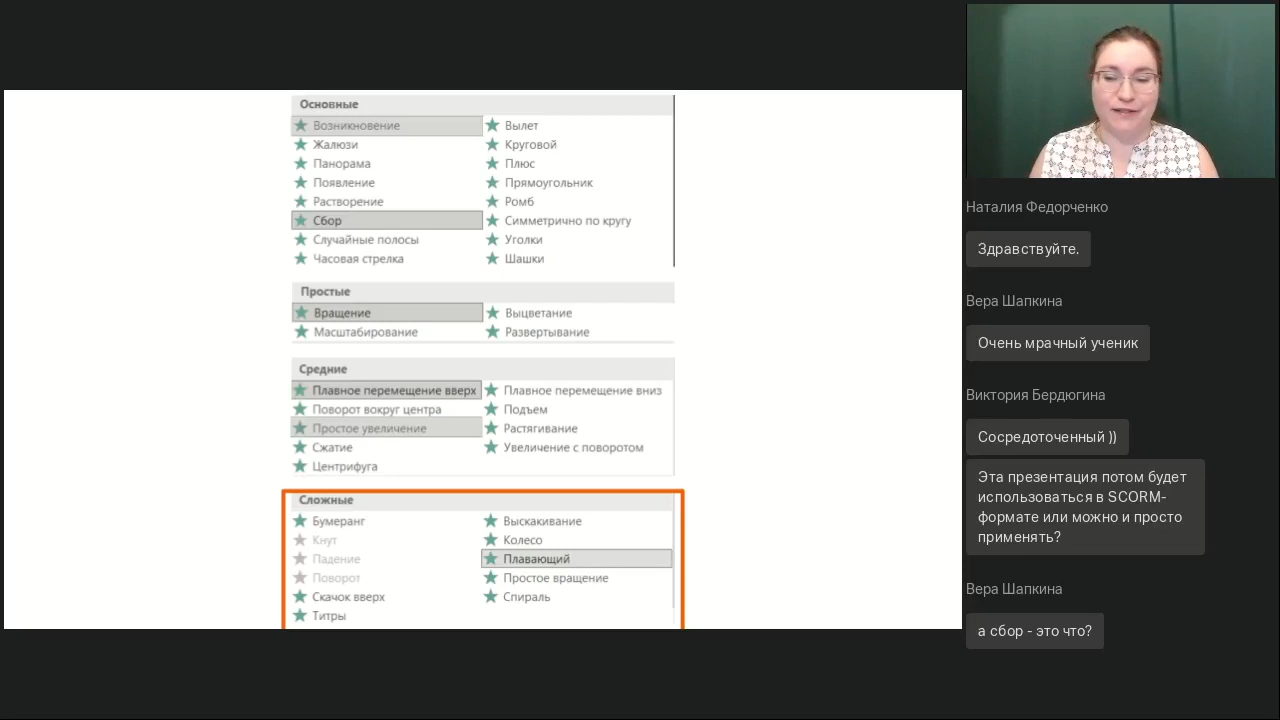 Основные
Возникновение
Вылет
Жалюзи
Круговой
Панорама
Плюс
Появление
Прямоугольник
Растворение
Ромб
Сбор
Симметрично по кругу
Случайные полосы
Уголки
Часовая стрелка
Шашки
Простые
Вращение
Выцветание
Масштабирование
Развертывание
Средние
Плавное перемещение вверх
Плавное перемещение вниз
Поворот вокруг центра
Подъем
Простое увеличение
Растягивание
Сжатие
Увеличение с поворотом
Центрифуга
Сложные
Бумеранг
Выскакивание
Кнут
Колесо
Падение
Плавающий
Поворот
Простое вращение
Скачок вверх
Спираль
Титры
Наталия Федорченко
Здравствуйте.
Вера Шапкина
Очень мрачный ученик
Виктория Бердюгина
Сосредоточенный ))
Эта презентация потом будет
использоваться в SCORM-
формате или можно и просто
применять?
Вера Шапкина
а сбор - это что?